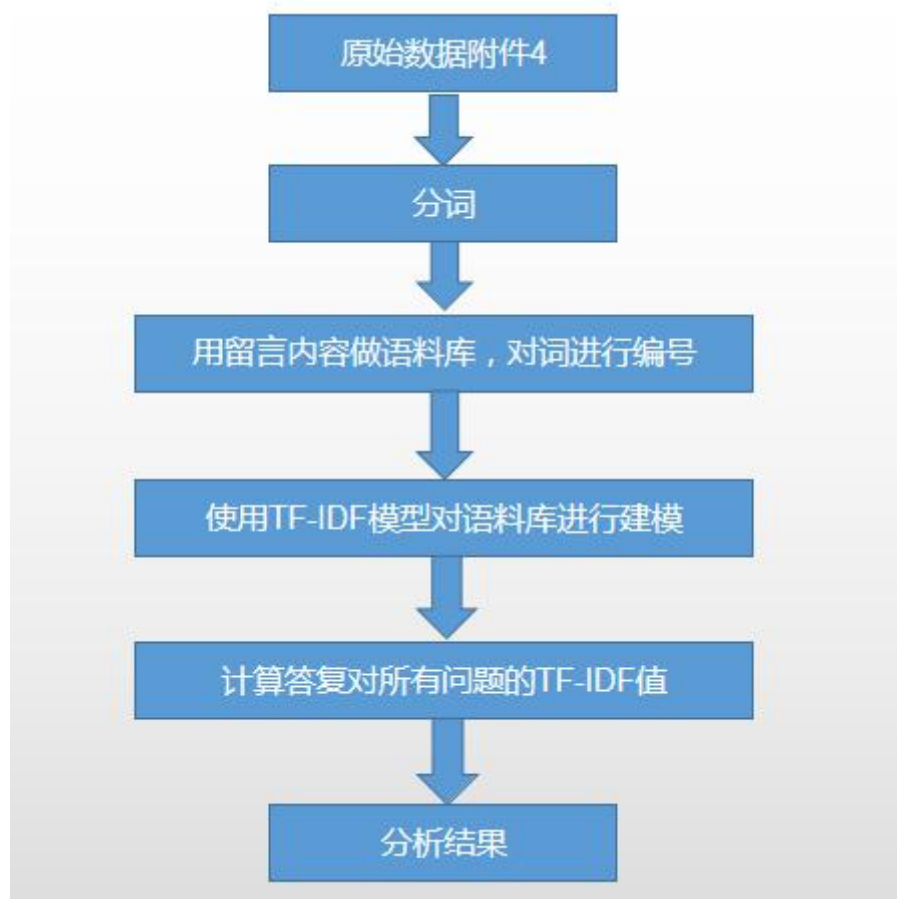 原始数据附件4
分词
用留言内容做语料库，对词进行编号
使用TF-IDF模型对语料库进行建模
计算答复对所有问题的TF-IDF值
分析结果